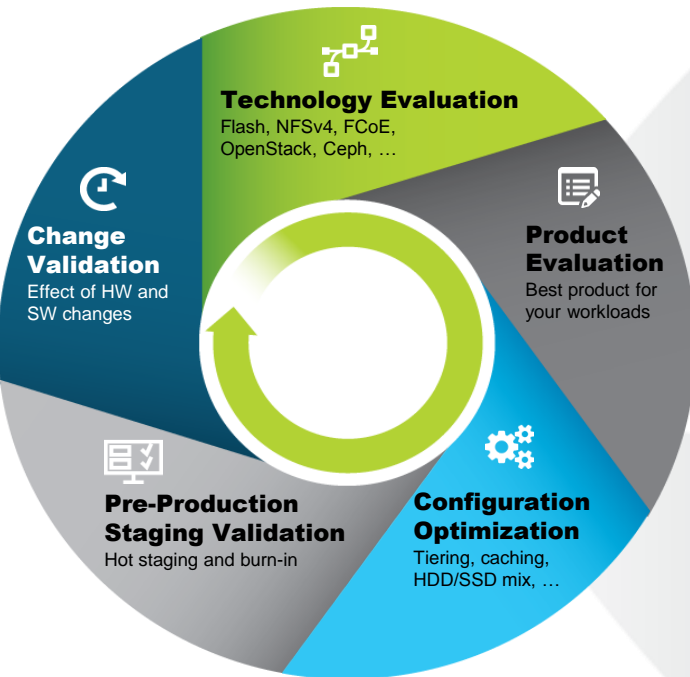 Technology Evaluation
Flash, NFSv4, FCoE,
OpenStack, Ceph, …
Product
Evaluation
Best product for
your workloads
Configuration
Optimization
Tiering, caching,
HDD/SSD mix, …
Pre-Production
Staging Validation
Hot staging and burn-in
Change
Validation
Effect of HW and
SW changes